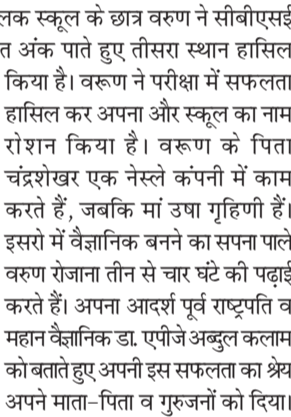 लक स्कूल के छात्र वरुण ने सीबीएसई
त अंक पाते हुए तीसरा स्थान हासिल
किया है। वरूण ने परीक्षा में सफलता
हासिल कर अपना और स्कूल का नाम
रोशन किया है। वरूण के पिता
चंद्रशेखर एक नेस्ले कंपनी में काम
करते हैं, जबकि मां उषा गृहिणी हैं।
इसरो में वैज्ञानिक बनने का सपना पाले
वरुण रोजाना तीन से चार घंटे की पढ़ाई
करते हैं। अपना आदर्श पूर्व राष्ट्रपति व
महान वैज्ञानिक डा. एपीजे अब्दुल कलाम
को बताते हुए अपनी इस सफलता का श्रेय
अपने माता-पिता व गुरुजनों को दिया।